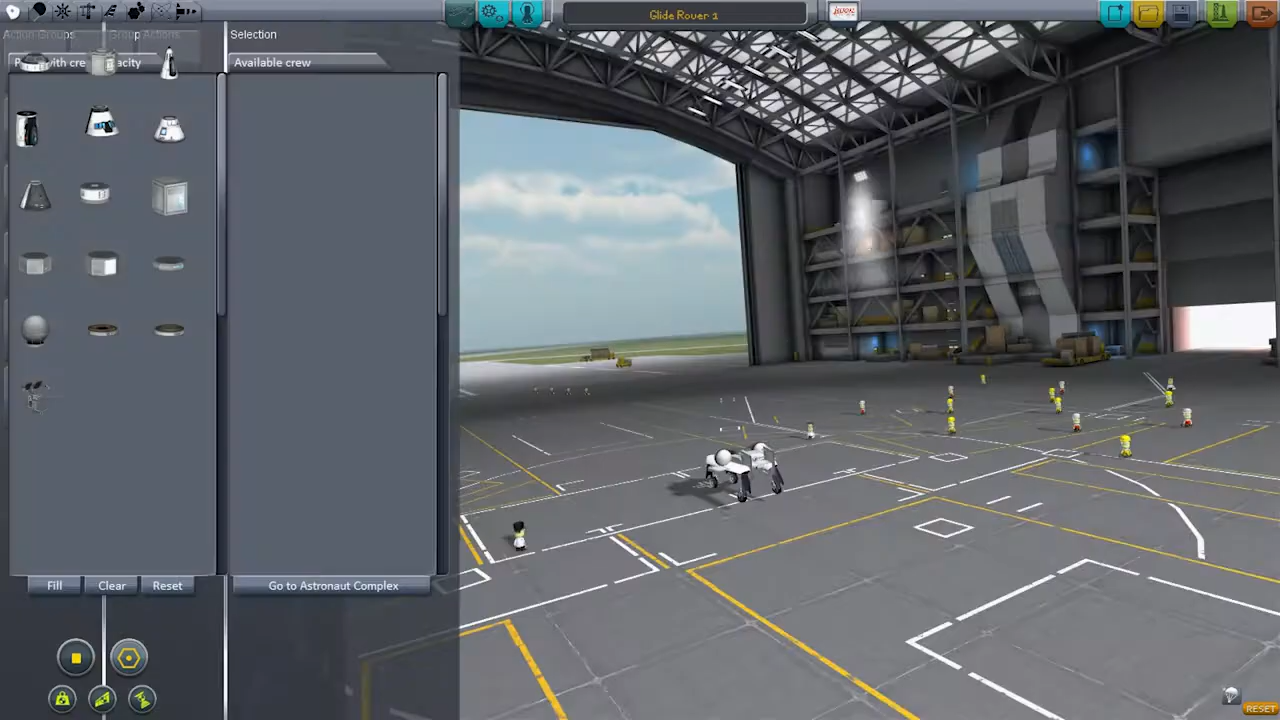 Glide Rover 1
Action Groups
Group Actions
Selection
Available crew
Fill
Clear
Reset
Go to Astronaut Complex
RESET